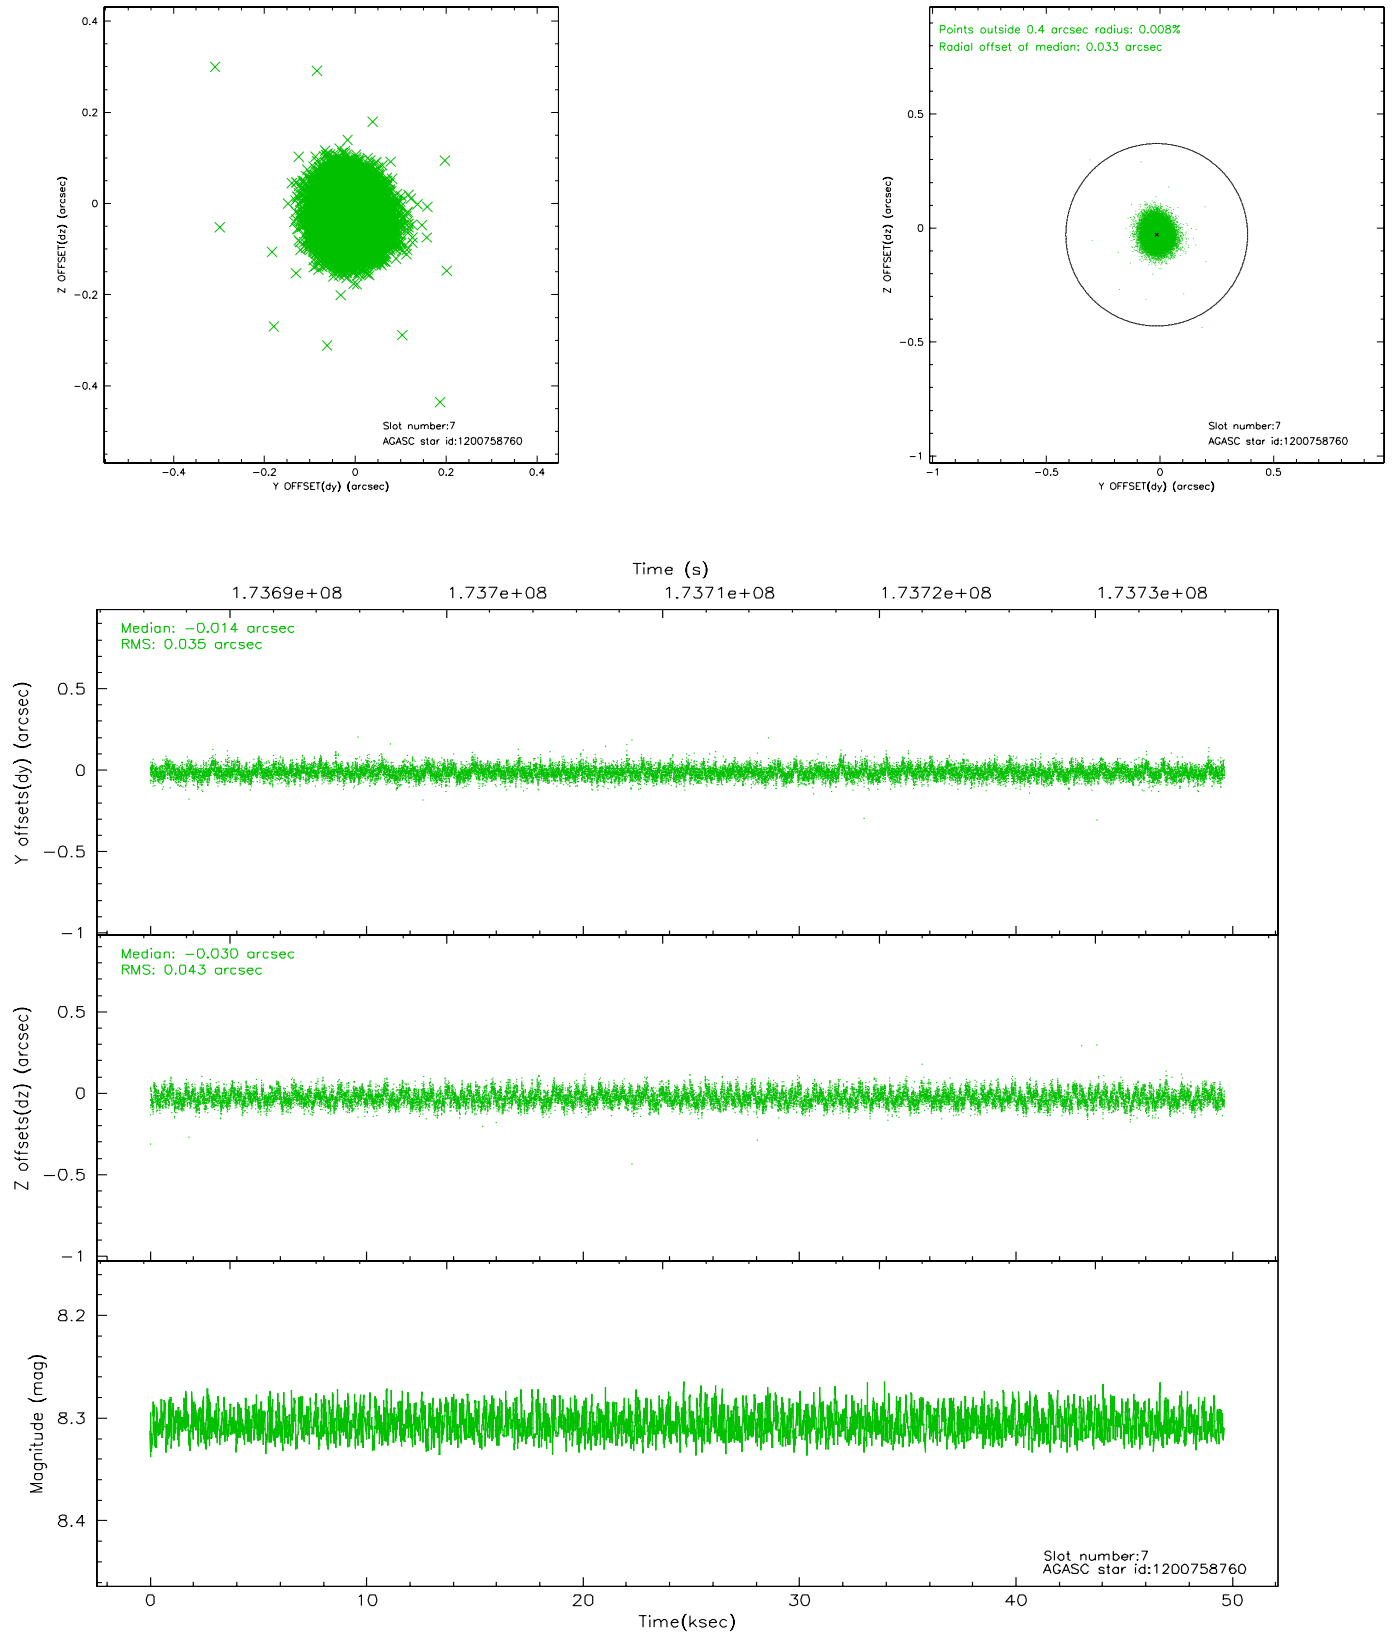 0.4
0.2
0
−0.2
−0.4
Z OFFSET(dz) (arcsec)
Slot number:7
AGASC star id:1200758760
−0.4
−0.2
0
0.2
0.4
Y OFFSET(dy) (arcsec)
Points outside 0.4 arcsec radius: 0.008%
Radial offset of median: 0.033 arcsec
0.5
0
−0.5
−1
Z OFFSET(dz) (arcsec)
Slot number:7
AGASC star id:1200758760
−1
−0.5
0
0.5
Y OFFSET(dy) (arcsec)
Time (s)
1.7369e+08
1.737e+08
1.7371e+08
1.7372e+08
1.7373e+08
Median: −0.014 arcsec
RMS: 0.035 arcsec
0.5
0
−0.5
−1
Y offsets(dy) (arcsec)
Median: −0.030 arcsec
RMS: 0.043 arcsec
0.5
0
−0.5
−1
Z offsets(dz) (arcsec)
8.2
8.3
8.4
Magnitude (mag)
Slot number:7
AGASC star id:1200758760
0
10
20
30
40
50
Time(ksec)